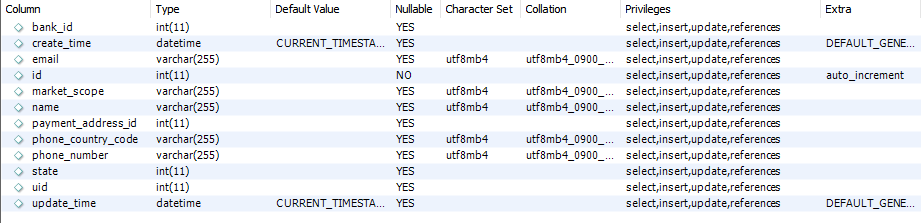 Column Type Default Value Nullable Character Set Collation Privileges Extra
bank_id int(11) YES select,insert,update,references
create_time datetime CURRENT_TIMESTA... YES select,insert,update,references DEFAULT_GENE...
email varchar(255) YES utf8mb4 utf8mb4_0900_... select,insert,update,references
id int(11) NO select,insert,update,references auto_increment
market_scope varchar(255) YES utf8mb4 utf8mb4_0900_... select,insert,update,references
name varchar(255) YES utf8mb4 utf8mb4_0900_... select,insert,update,references
payment_address_id int(11) YES select,insert,update,references
phone_country_code varchar(255) YES utf8mb4 utf8mb4_0900_... select,insert,update,references
phone_number varchar(255) YES utf8mb4 utf8mb4_0900_... select,insert,update,references
state int(11) YES select,insert,update,references
uid int(11) YES select,insert,update,references
update_time datetime CURRENT_TIMESTA... YES select,insert,update,references DEFAULT_GENE...